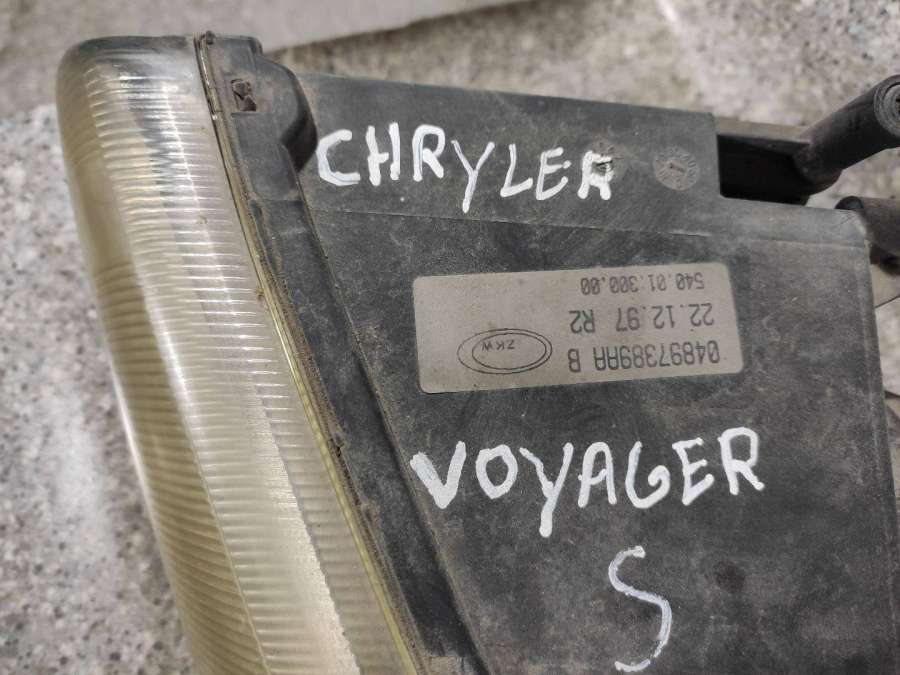 CHRYLER
04897389AA B
ZKW
22.12.97 R2
540.01.300.00
VOYAGER
S